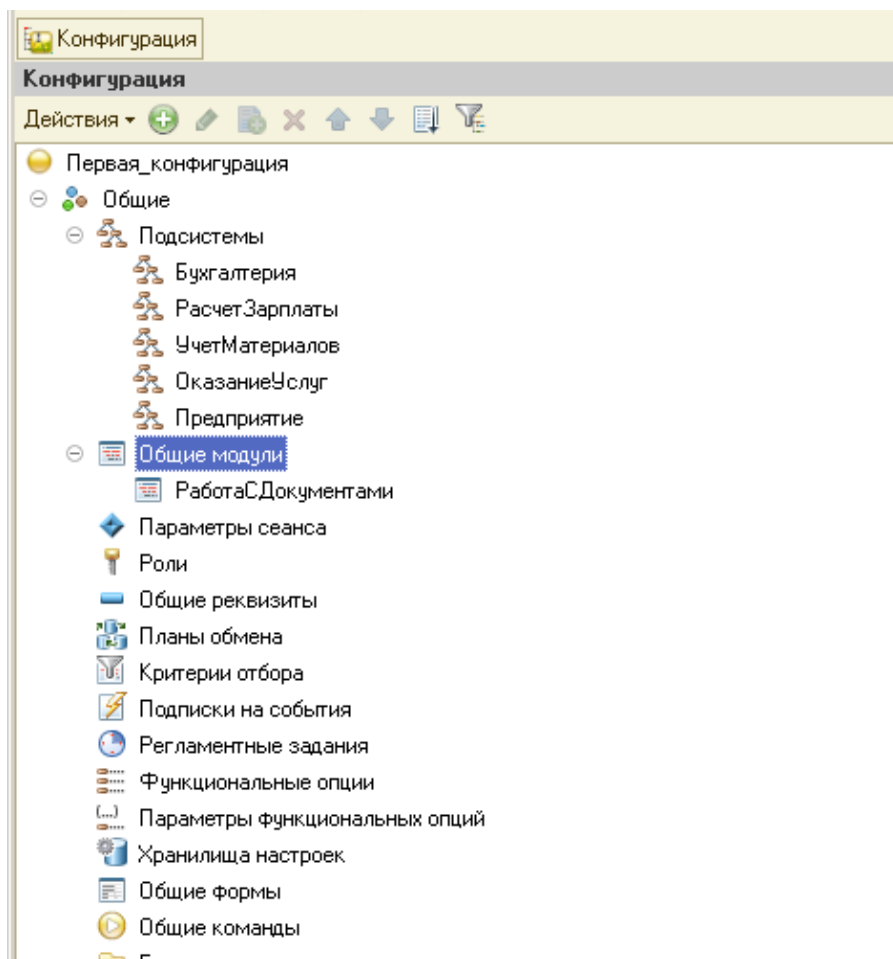 Конфигурация
Конфигурация
Действия
Первая_конфигурация
Общие
Подсистемы
Бухгалтерия
РасчетЗарплаты
УчетМатериалов
ОказаниеУслуг
Предприятие
Общие модули
РаботаСДокументами
Параметры сеанса
Роли
Общие реквизиты
Планы обмена
Критерии отбора
Подписки на события
Регламентные задания
Функциональные опции
(...)
Параметры функциональных опций
Хранилища настроек
Общие формы
Общие команды